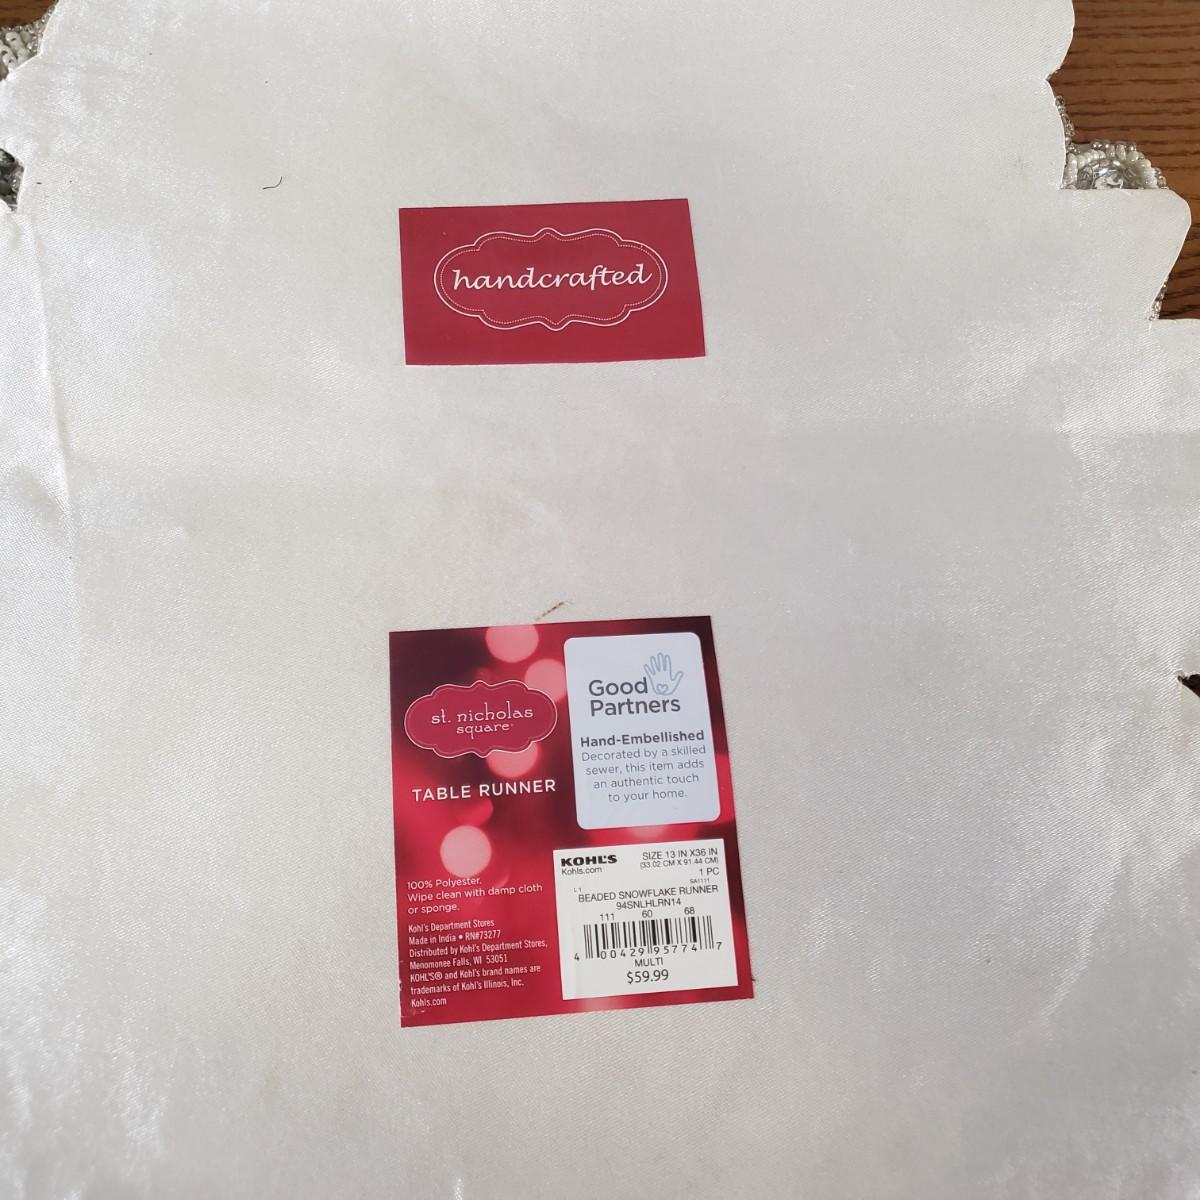 handcrafted
st. nicholas
square
TABLE RUNNER
Good
Partners
Hand-Embellished
Decorated by a skilled
sewer, this item adds
an authentic touch
to your home.
100% Polyester.
Wipe clean with damp cloth
or sponge.
Kohl's Department Stores
Made in India • RN#73277
Distributed by Kohl's Department Stores,
Menomonee Falls, WI 53051
KOHL'S® and Kohl's brand names are
trademarks of Kohl's Illinois, Inc.
Kohls.com
KOHL'S
Kohls.com
SIZE 13 IN X36 IN
(33.02 CM X 91.44 CM)
1 PC
SA1111
L1
BEADED SNOWFLAKE RUNNER
94SNLHLRN14
111 60 68
4 00429 95774 7
MULTI
$59.99